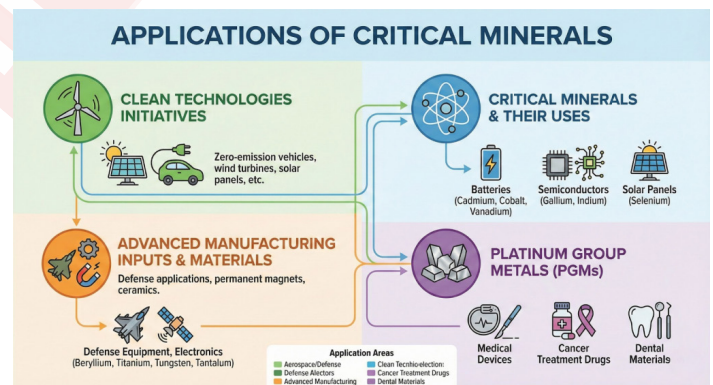 APPLICATIONS OF CRITICAL MINERALS
CLEAN TECHNOLOGIES
INITIATIVES
Zero-emission vehicles,
wind turbines, solar
panels, etc.
CRITICAL MINERALS
& THEIR USES
Batteries
(Cadmium, Cobalt,
Vanadium)
Semiconductors
(Gallium, Indium)
Solar Panels
(Selenium)
ADVANCED MANUFACTURING
INPUTS & MATERIALS
Defense applications, permanent magnets,
ceramics.
Defense Equipment, Electronics
(Beryllium, Titanium, Tungsten, Tantalum)
PLATINUM GROUP
METALS (PGMs)
Medical
Devices
Cancer
Treatment Drugs
Dental
Materials
Application Areas
Aerospace/Defense
Defense Alectors
Advanced Manufacturing
Clean Tecnhio·election:
Cancer Treatment Drugs
Dental Materials